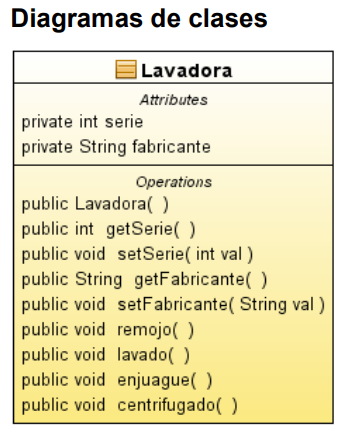 Diagramas de clases
Lavadora
Attributes
private int serie
private String fabricante
Operations
public Lavadora( )
public int getSerie( )
public void setSerie( int val )
public String getFabricante( )
public void setFabricante( String val )
public void remojo( )
public void lavado( )
public void enjuague( )
public void centrifugado( )